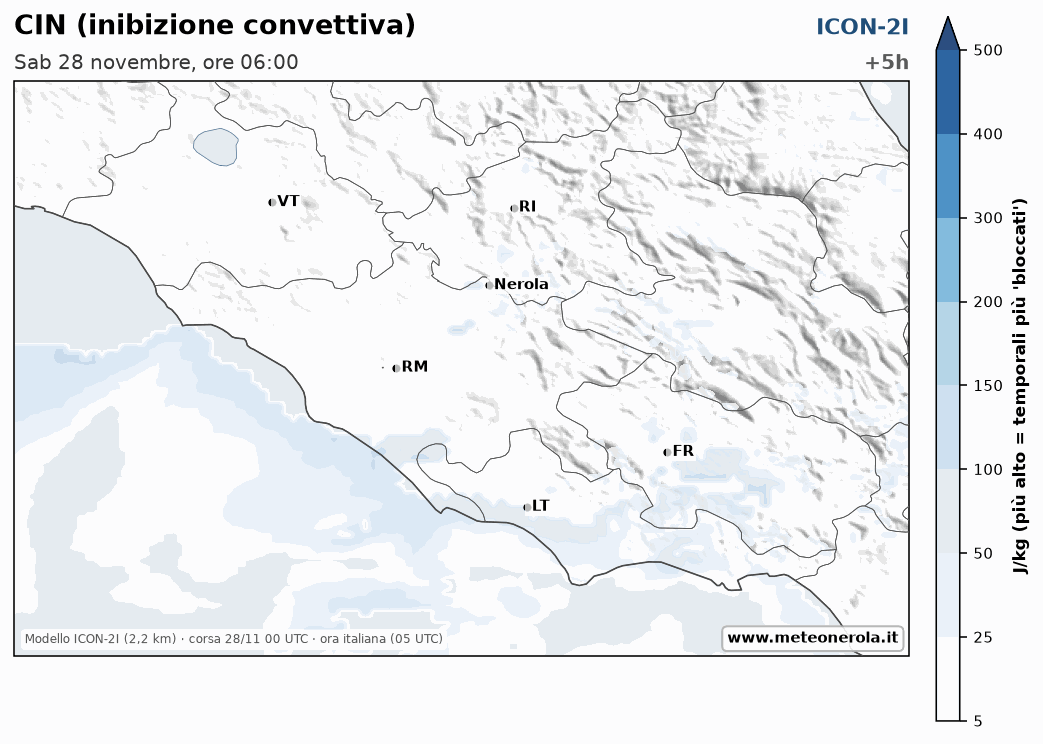 CIN (inibizione convettiva)
ICON-2I
Sab 28 novembre, ore 06:00
+5h
VT
RI
Nerola
RM
FR
LT
Modello ICON-2I (2,2 km) · corsa 28/11 00 UTC · ora italiana (05 UTC)
www.meteonerola.it
500
400
300
200
150
100
50
25
5
J/kg (più alto = temporali più 'bloccati')